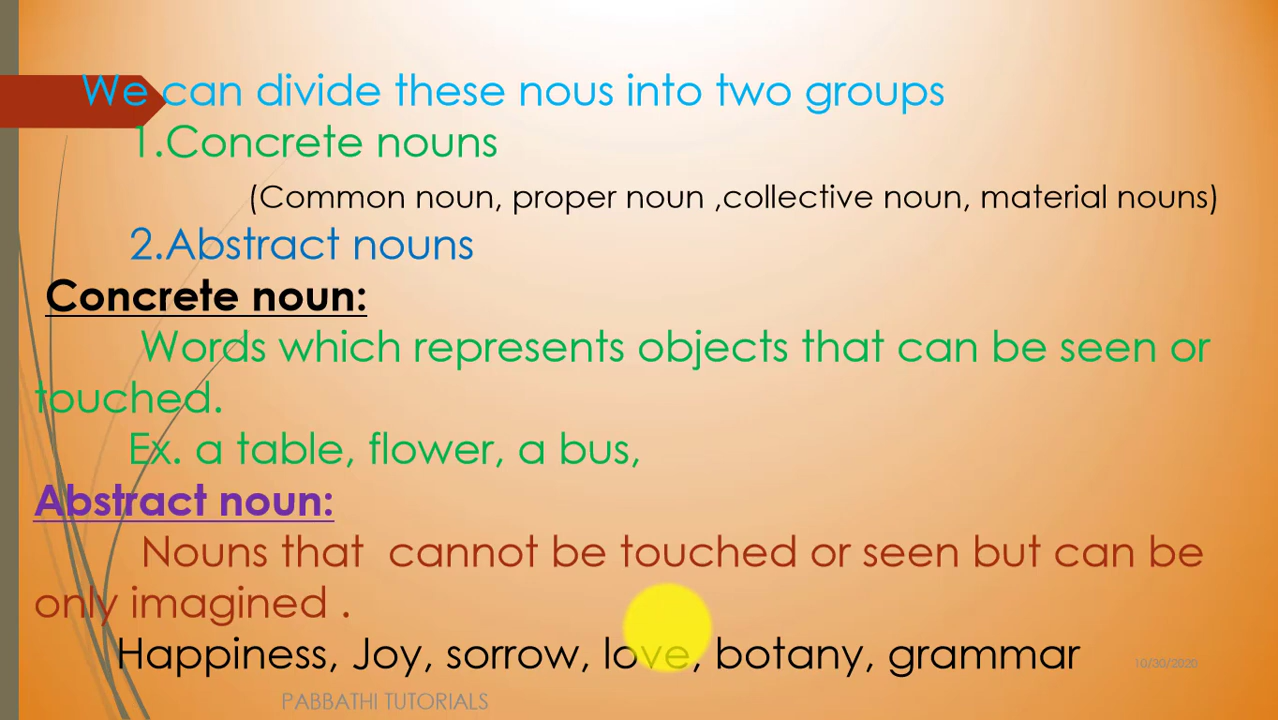 We can divide these nous into two groups
1.Concrete nouns
(Common noun, proper noun ,collective noun, material nouns)
2.Abstract nouns
Concrete noun:
Words which represents objects that can be seen or
touched.
Ex. a table, flower, a bus,
Abstract noun:
Nouns that cannot be touched or seen but can be
only imagined .
Happiness, Joy, sorrow, love, botany, grammar
10/30/2020
PABBATHI TUTORIALS